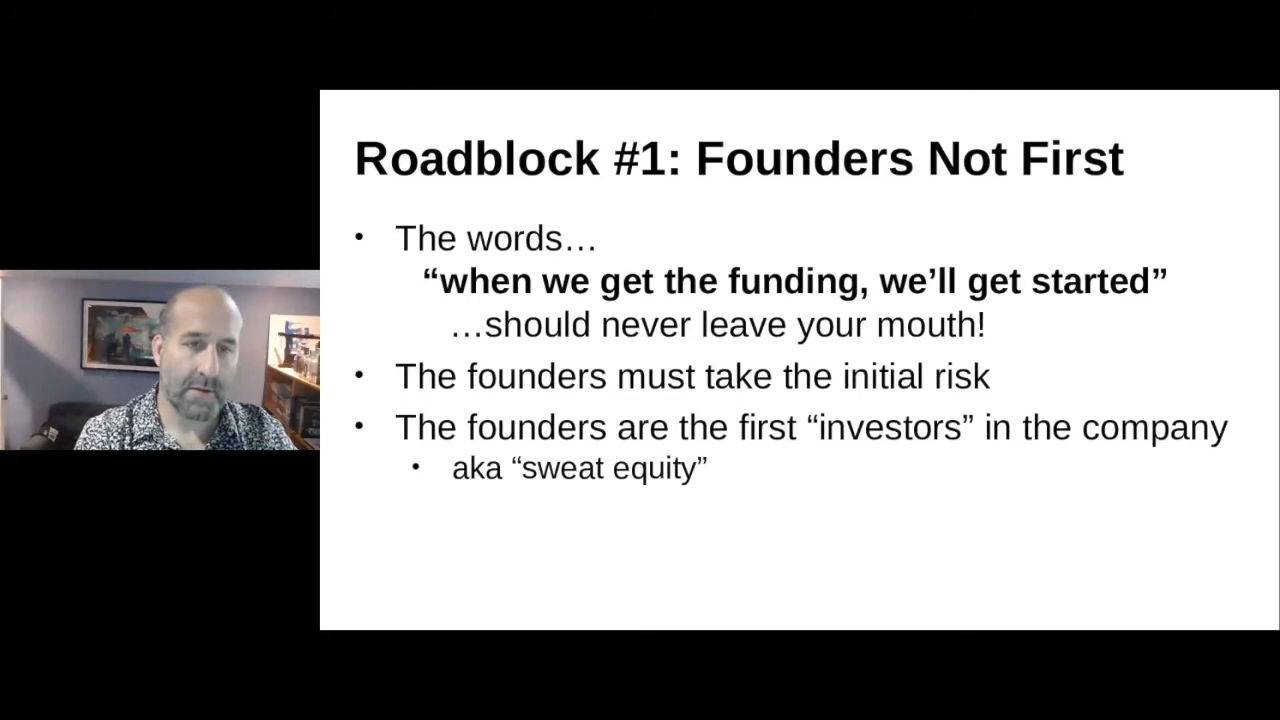 Roadblock #1: Founders Not First
• The words…
“when we get the funding, we’ll get started”
…should never leave your mouth!
• The founders must take the initial risk
• The founders are the first “investors” in the company
• aka “sweat equity”